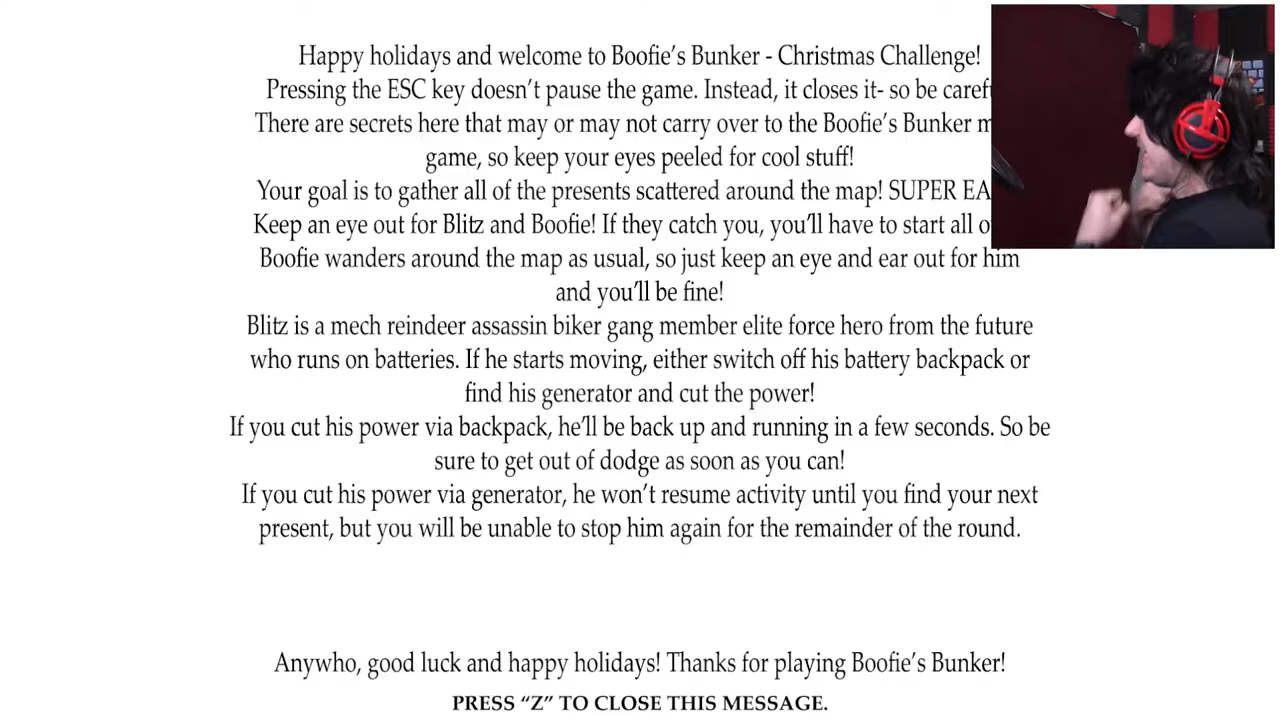 Happy holidays and welcome to Boofie's Bunker - Christmas Challenge!
Pressing the ESC key doesn't pause the game. Instead, it closes it- so be
There are secrets here that may or may not carry over to the Boofie's Bunker
game, so keep your eyes peeled for cool stuff!
Your goal is to gather all of the presents scattered around the map! SUPER
Keep an eye out for Blitz and Boofie! If they catch you, you'll have to start all
Boofie wanders around the map as usual, so just keep an eye and ear out for him
and you'll be fine!
Blitz is a mech reindeer assassin biker gang member elite force hero from the future
who runs on batteries. If he starts moving, either switch off his battery backpack or
find his generator and cut the power!
If you cut his power via backpack, he'll be back up and running in a few seconds. So be
sure to get out of dodge as soon as you can!
If you cut his power via generator, he won't resume activity until you find your next
present, but you will be unable to stop him again for the remainder of the round.
Anywho, good luck and happy holidays! Thanks for playing Boofie's Bunker!
PRESS “Z” TO CLOSE THIS MESSAGE.